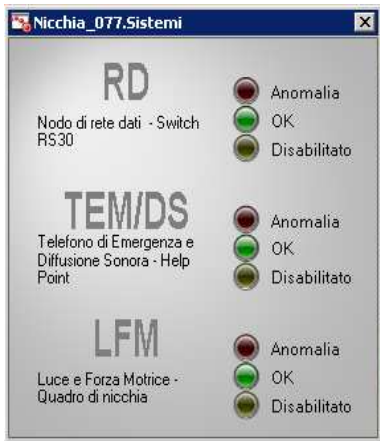 Nicchia_077.Sistemi
RD
Nodo di rete dati - Switch
RS30
Anomalia
OK
Disabilitato
TEM/DS
Telefono di Emergenza e
Diffusione Sonora - Help
Point
Anomalia
OK
Disabilitato
LFM
Luce e Forza Motrice -
Quadro di nicchia
Anomalia
OK
Disabilitato